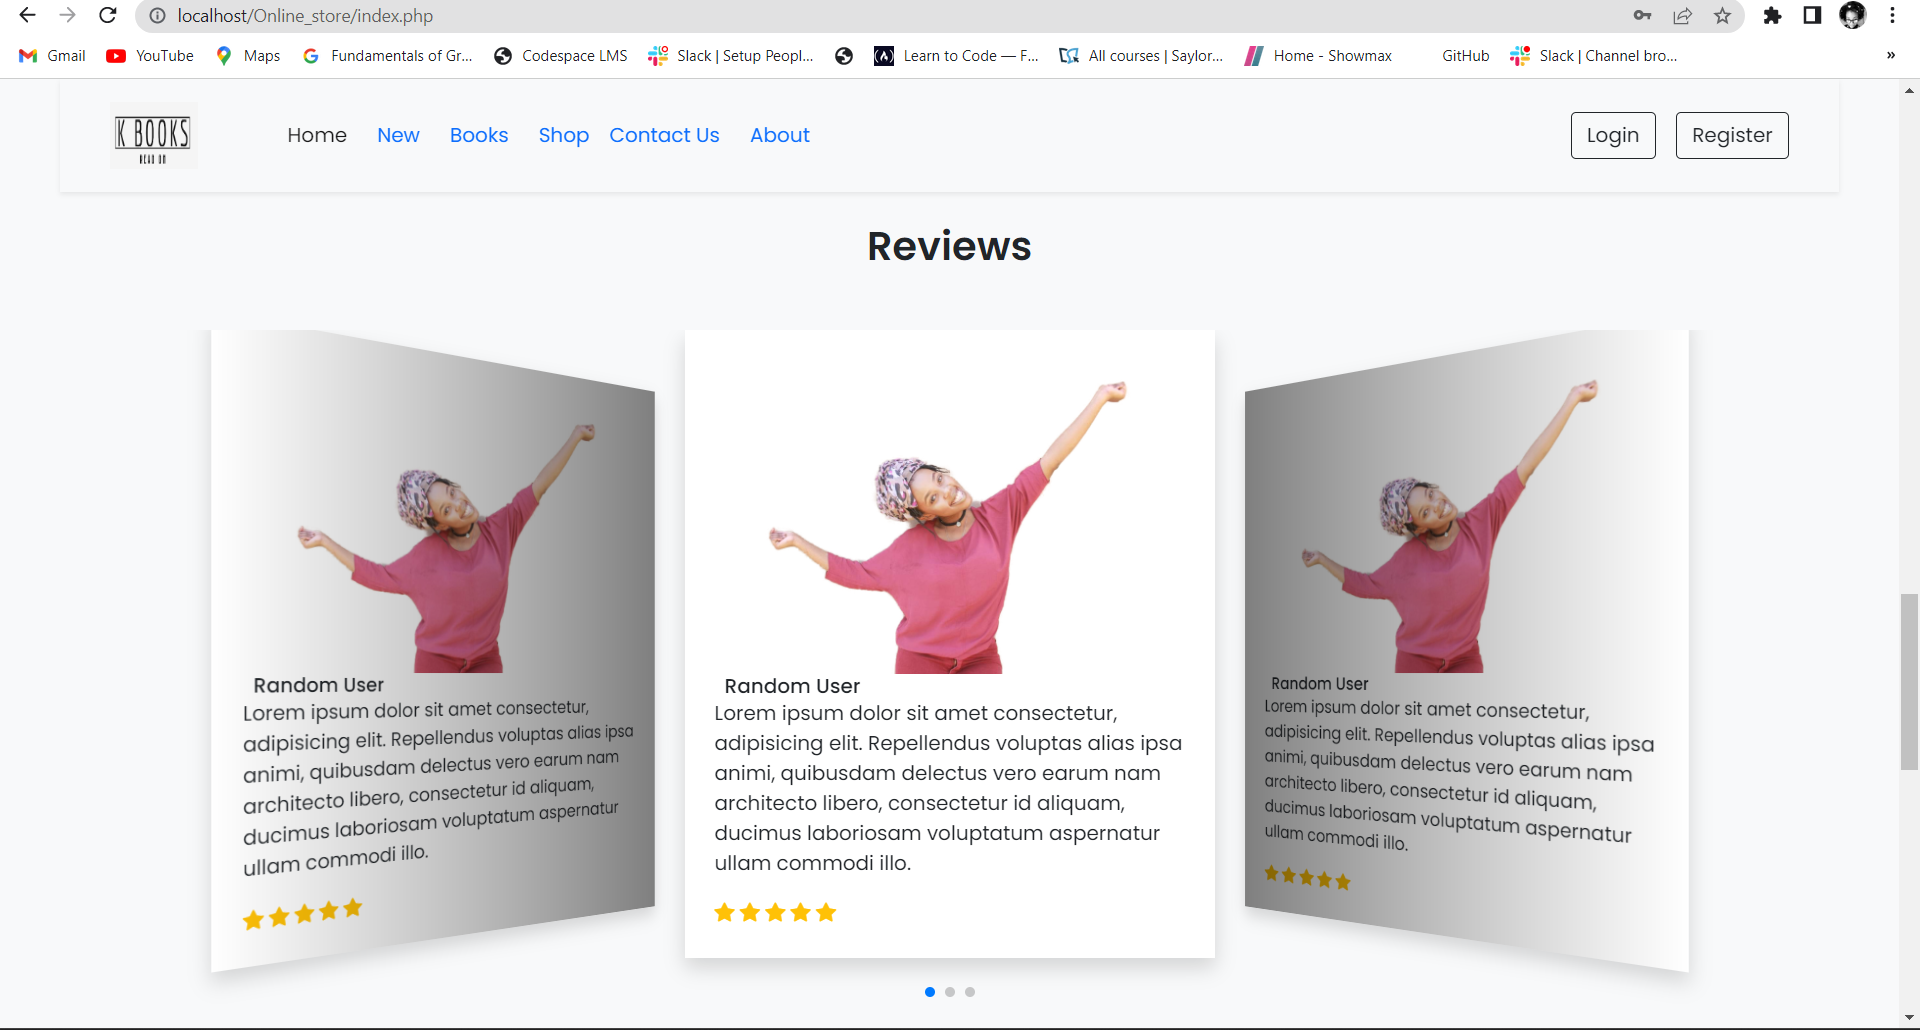 localhost/Online_store/index.php
Gmail YouTube Maps Fundamentals of Gr... Codespace LMS Slack | Setup Peopl... Learn to Code — F... All courses | Saylor... Home - Showmax GitHub Slack | Channel bro... »
K BOOKS
READ ON
Home New Books Shop Contact Us About Login Register
Reviews
Random User
Lorem ipsum dolor sit amet consectetur,
adipisicing elit. Repellendus voluptas alias ipsa
animi, quibusdam delectus vero earum nam
architecto libero, consectetur id aliquam,
ducimus laboriosam voluptatum aspernatur
ullam commodi illo.
Random User
Lorem ipsum dolor sit amet consectetur,
adipisicing elit. Repellendus voluptas alias ipsa
animi, quibusdam delectus vero earum nam
architecto libero, consectetur id aliquam,
ducimus laboriosam voluptatum aspernatur
ullam commodi illo.
Random User
Lorem ipsum dolor sit amet consectetur,
adipisicing elit. Repellendus voluptas alias ipsa
animi, quibusdam delectus vero earum nam
architecto libero, consectetur id aliquam,
ducimus laboriosam voluptatum aspernatur
ullam commodi illo.